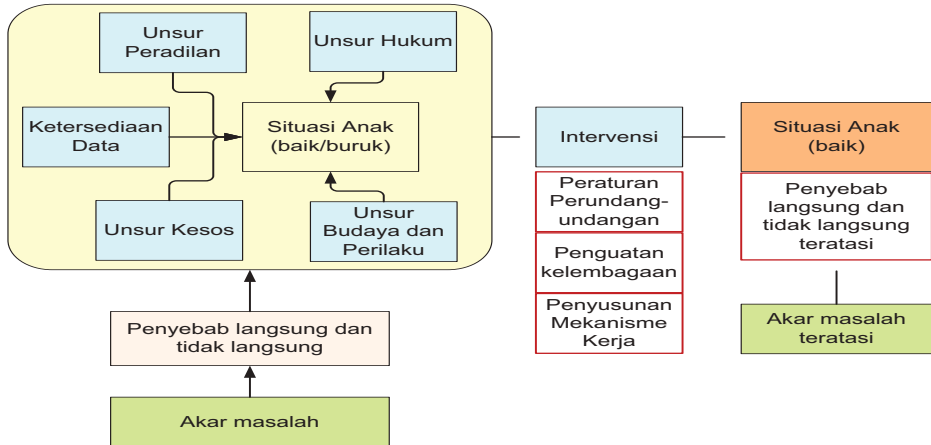 Unsur
Peradilan
Unsur Hukum
Ketersediaan
Data
Situasi Anak
(baik/buruk)
Unsur Kesos
Unsur
Budaya dan
Perilaku
Penyebab langsung dan
tidak langsung
Akar masalah
Intervensi
Peraturan
Perundang-
undangan
Penguatan
kelembagaan
Penyusunan
Mekanisme
Kerja
Situasi Anak
(baik)
Penyebab
langsung dan
tidak langsung
teratasi
Akar masalah
teratasi